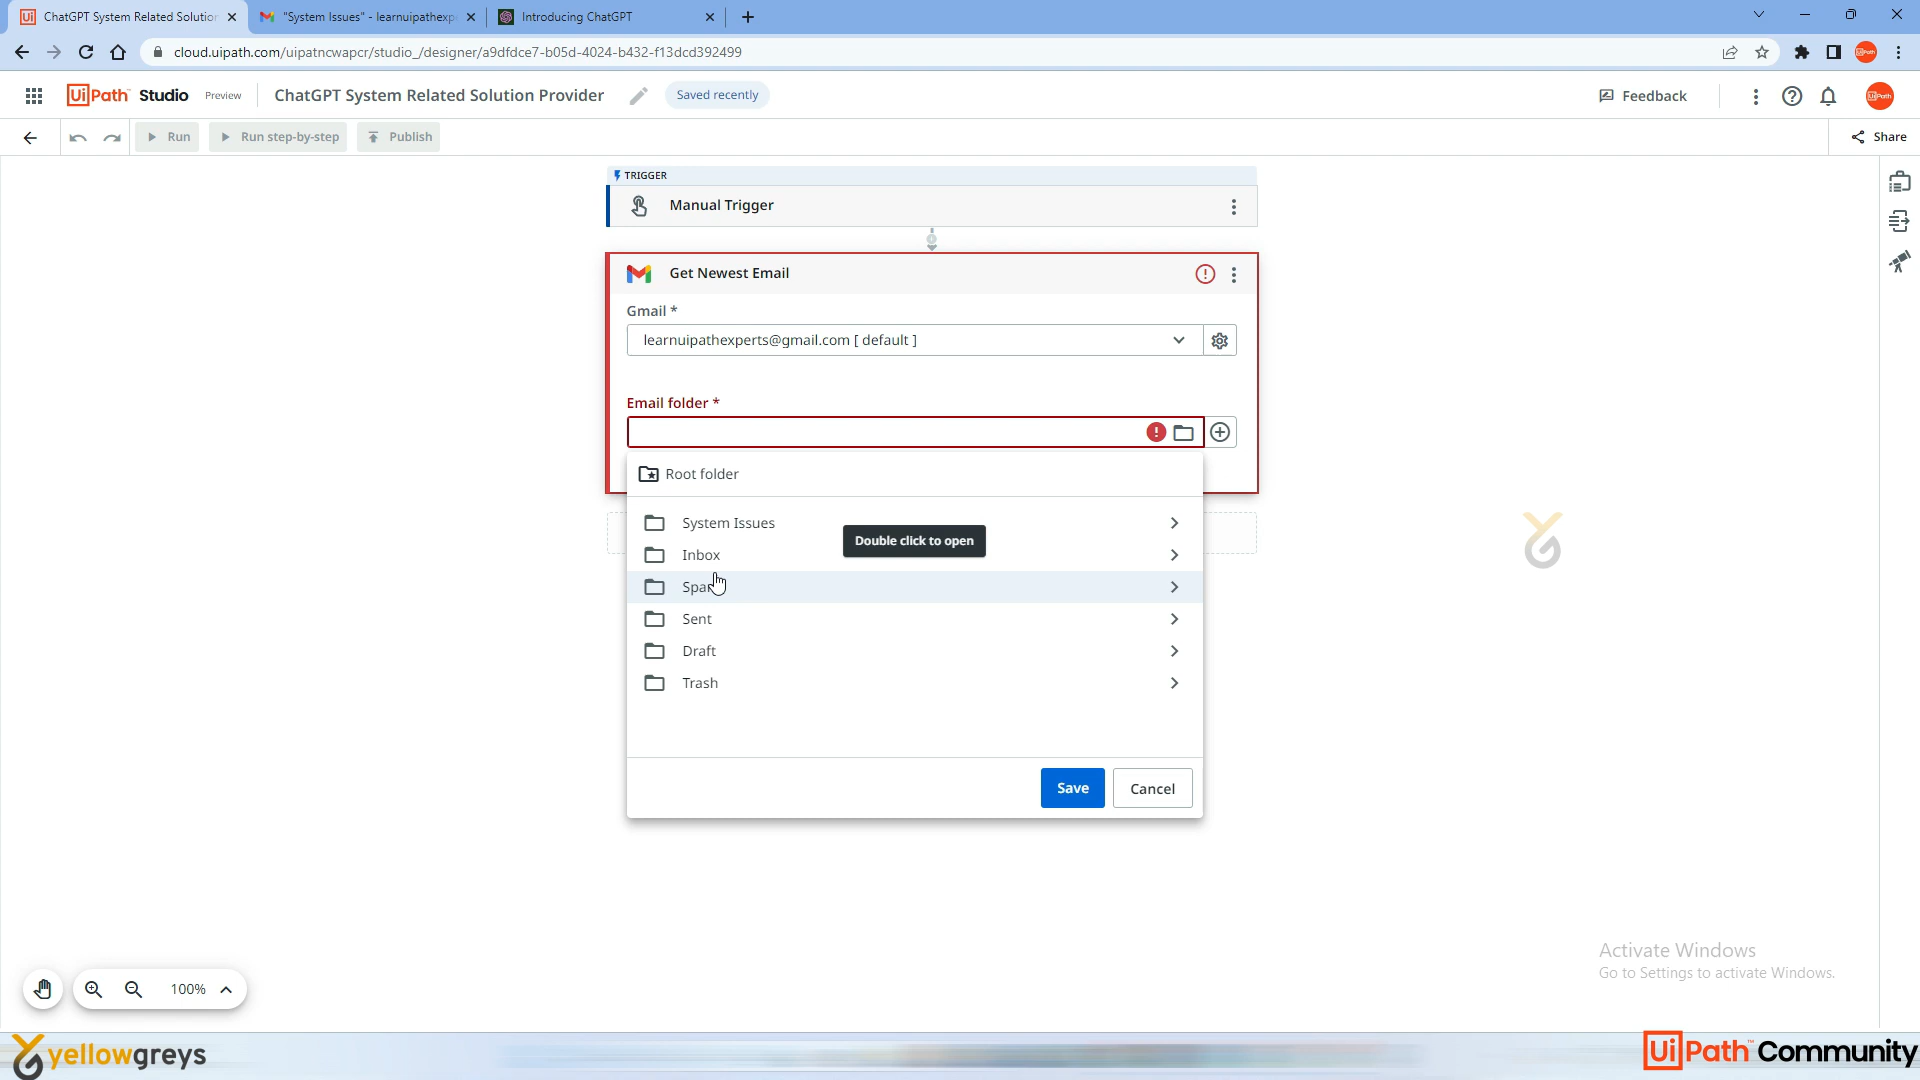 ChatGPT System Related Solution
"System Issues" - learnuipathexp
Introducing ChatGPT
cloud.uipath.com/uipatncwapcr/studio_/designer/a9dfdce7-b05d-4024-b432-f13dcd392499
UiPath Studio Preview
ChatGPT System Related Solution Provider
Saved recently
Feedback
Run
Run step-by-step
Publish
Share
TRIGGER
Manual Trigger
Get Newest Email
Gmail *
learnuipathexperts@gmail.com [ default ]
Email folder *
Root folder
System Issues
Double click to open
Inbox
Spa
Sent
Draft
Trash
Save
Cancel
Activate Windows
Go to Settings to activate Windows.
100%
yellowgreys
UiPath Community